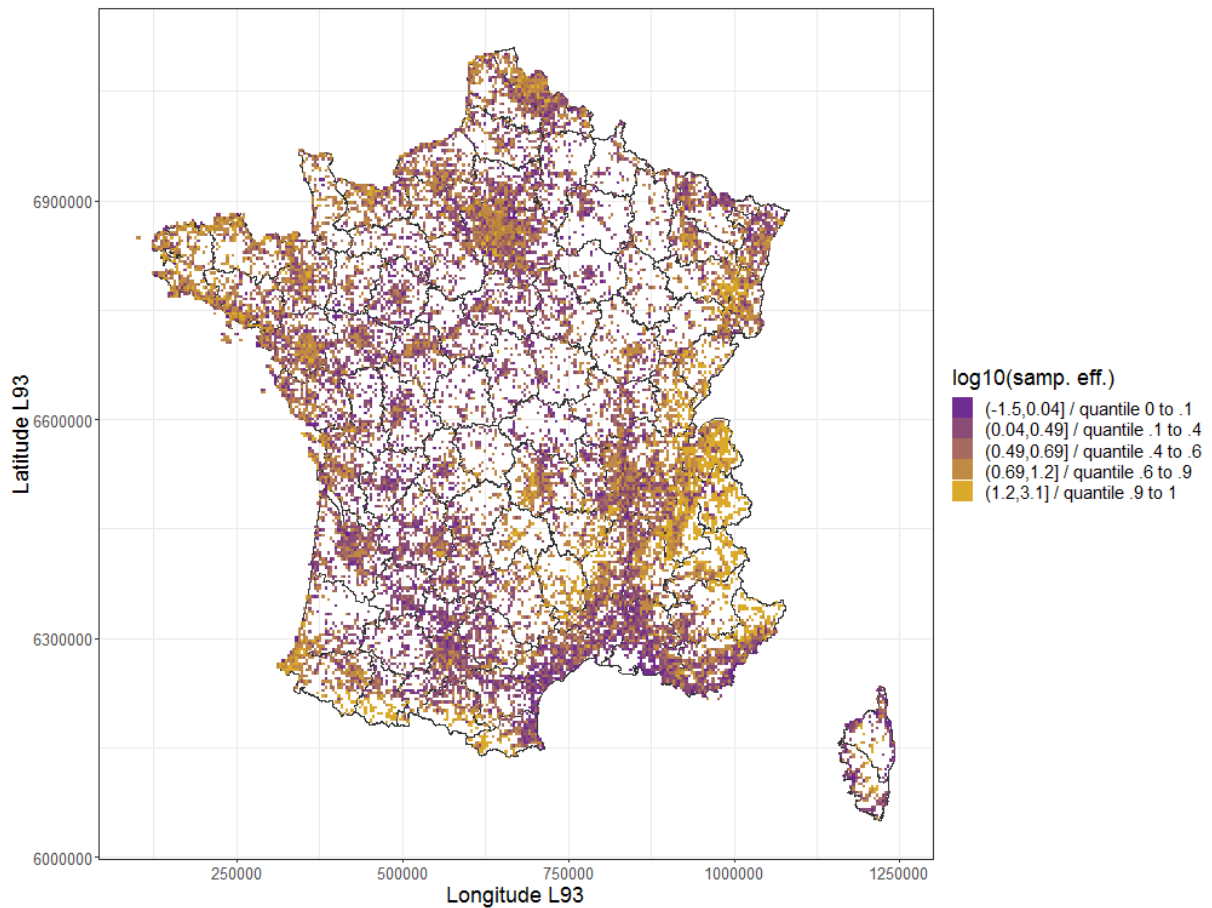 6900000
6600000
6300000
6000000
Latitude L93
250000 500000 750000 1000000 1250000
Longitude L93
log10(samp. eff.)
(-1.5,0.04] / quantile 0 to .1
(0.04,0.49] / quantile .1 to .4
(0.49,0.69] / quantile .4 to .6
(0.69,1.2] / quantile .6 to .9
(1.2,3.1] / quantile .9 to 1